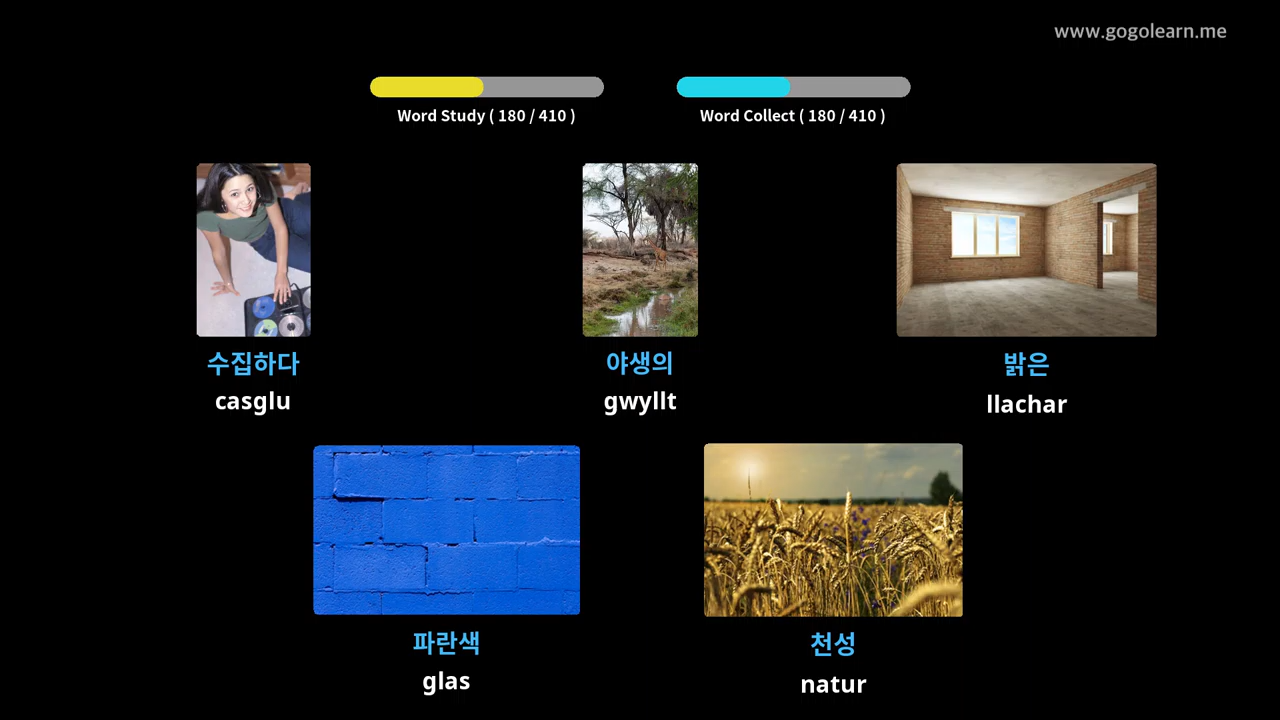 www.gogolearn.me
Word Study ( 180 / 410 )
Word Collect ( 180 / 410 )
수집하다
casglu
야생의
gwyllt
밝은
llachar
파란색
glas
천성
natur